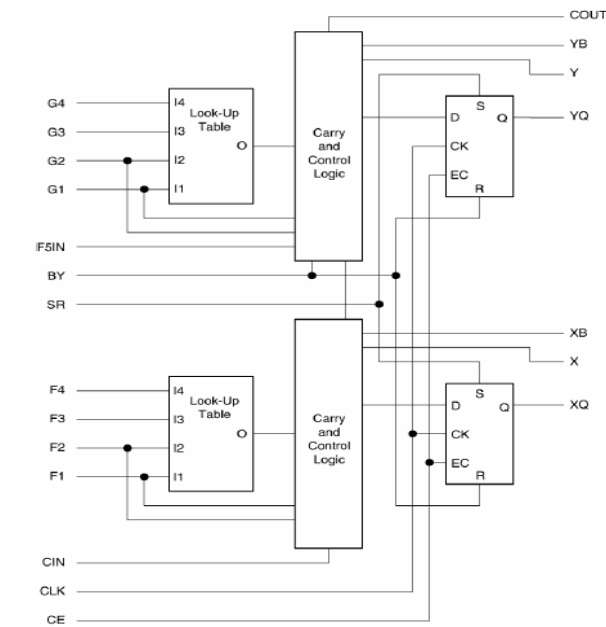 COUT
YB
Y
G4
G3
G2
G1
I4
I3
I2
I1
Look-Up
Table
O
Carry
and
Control
Logic
S
D
Q
CK
EC
R
YQ
F5IN
BY
SR
XB
X
F4
F3
F2
F1
I4
I3
I2
I1
Look-Up
Table
O
Carry
and
Control
Logic
S
D
Q
CK
EC
R
XQ
CIN
CLK
CE